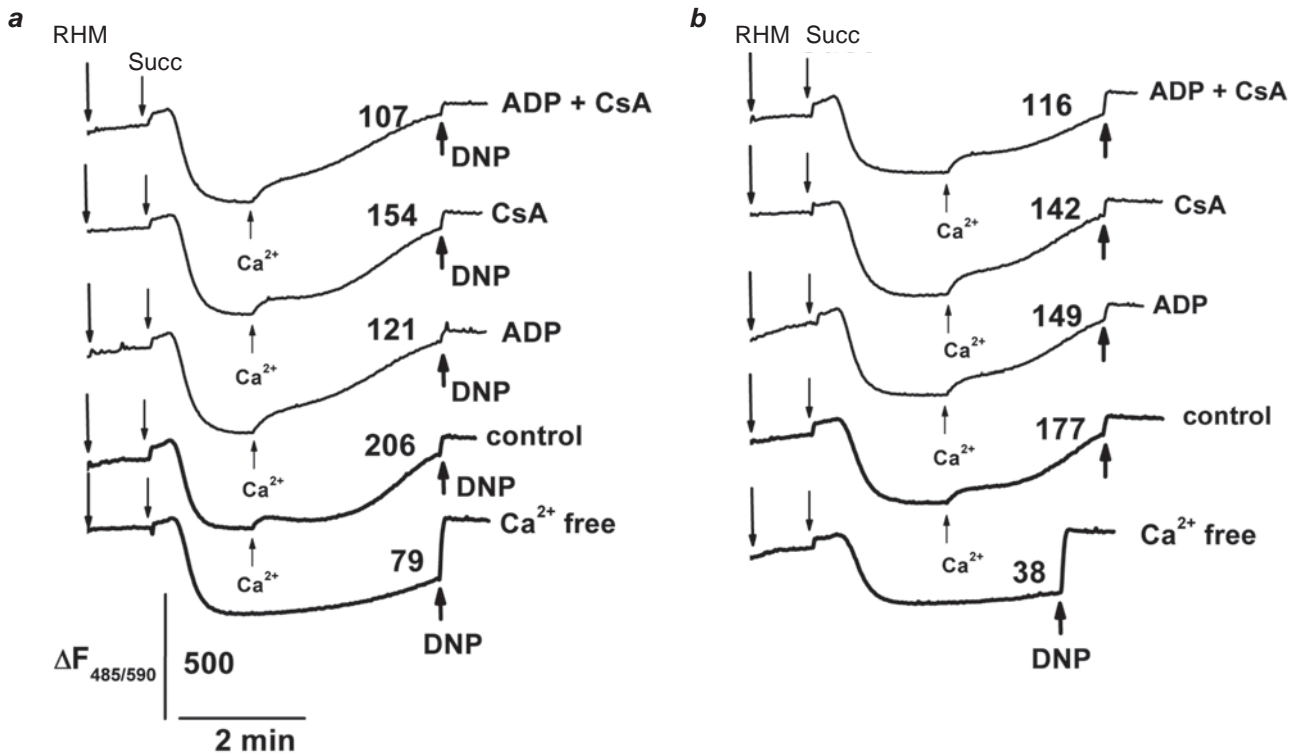 a
RHM
Succ
107
ADP + CsA
DNP
Ca2+
154
CsA
DNP
Ca2+
121
ADP
DNP
Ca2+
206
control
DNP
Ca2+
79
Ca2+ free
Ca2+
DNP
ΔF485/590
500
2 min
b
RHM
Succ
116
ADP + CsA
Ca2+
142
CsA
Ca2+
149
ADP
Ca2+
177
control
Ca2+
38
Ca2+ free
DNP